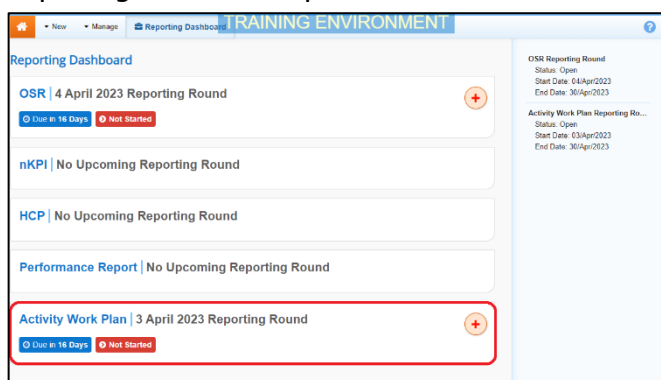 New
Manage
Reporting Dashboard
TRAINING ENVIRONMENT
?
Reporting Dashboard
OSR | 4 April 2023 Reporting Round
Due in 16 Days
Not Started
nKPI | No Upcoming Reporting Round
HCP | No Upcoming Reporting Round
Performance Report | No Upcoming Reporting Round
Activity Work Plan | 3 April 2023 Reporting Round
Due in 16 Days
Not Started
OSR Reporting Round
Status: Open
Start Date: 04/Apr/2023
End Date: 30/Apr/2023
Activity Work Plan Reporting Ro...
Status: Open
Start Date: 03/Apr/2023
End Date: 30/Apr/2023